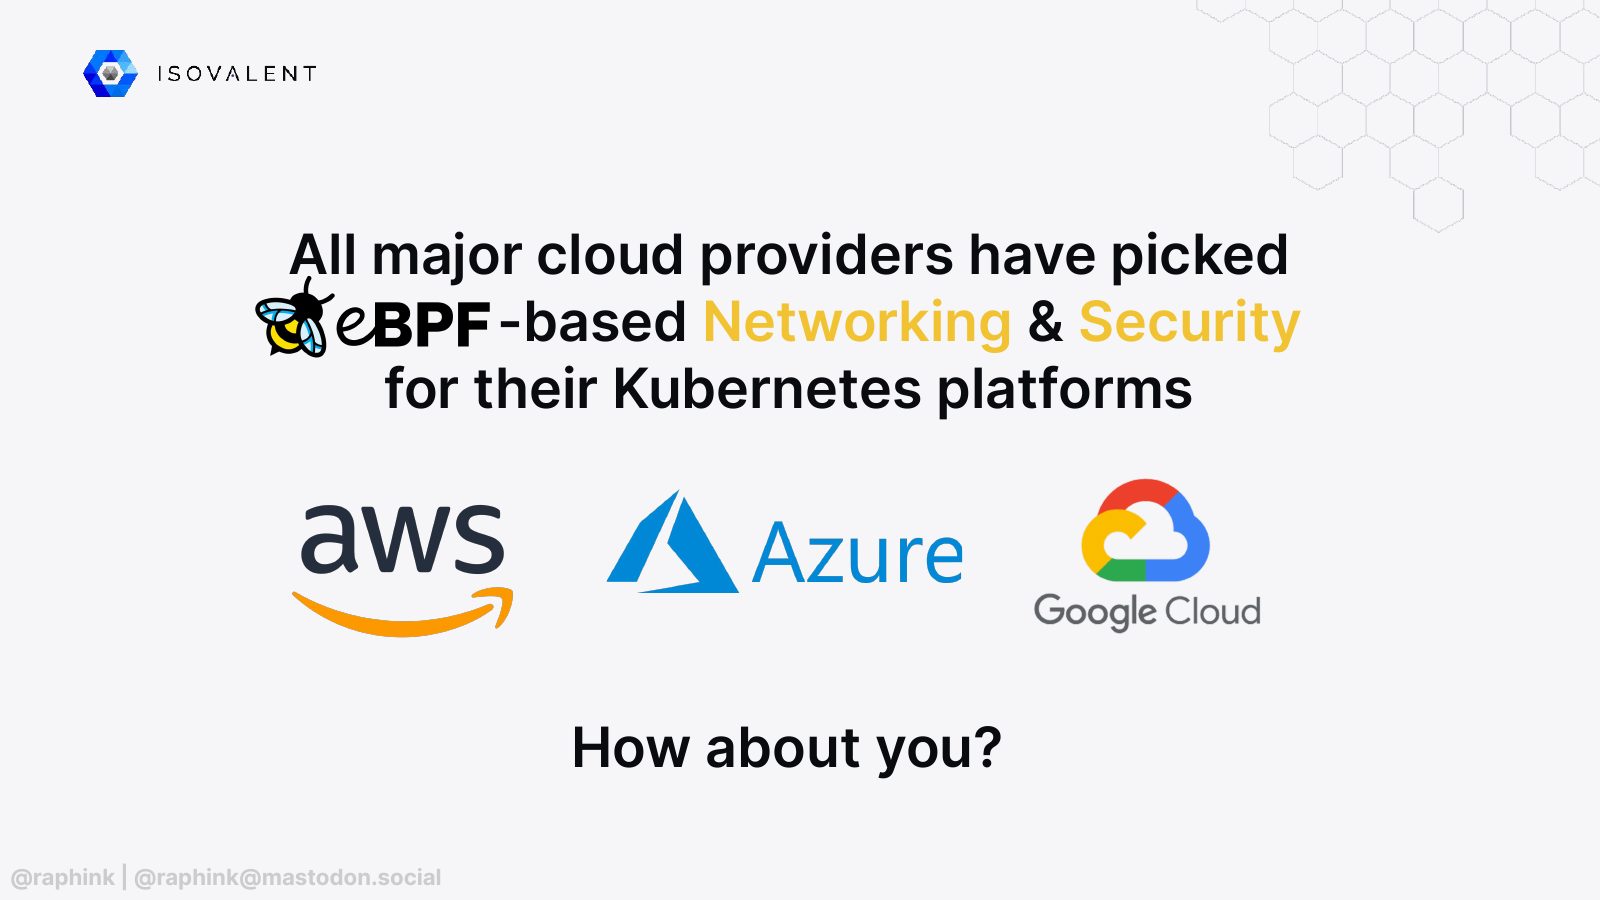 ISOVALENT
All major cloud providers have picked
eBPF-based Networking & Security
for their Kubernetes platforms
aws
Azure
Google Cloud
How about you?
@raphink | @raphink@mastodon.social